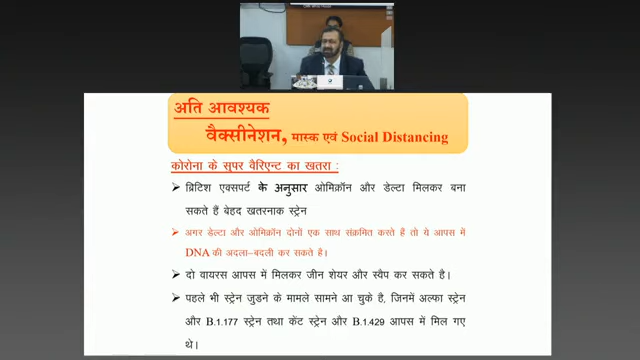 अति आवश्यक
वैक्सीनेशन, मास्क एवं Social Distancing
कोरोना के सुपर वैरिएन्ट का खतरा :
➢ ब्रिटिश एक्सपर्ट के अनुसार ओमिक्रॉन और डेल्टा मिलकर बना
सकते हैं बेहद खतरनाक स्ट्रेन
➢ अगर डेल्टा और ओमिक्रॉन दोनों एक साथ संक्रमित करते है तो ये आपस में
DNA की अदला–बदली कर सकते है।
➢ दो वायरस आपस में मिलकर जीन शेयर और स्वैप कर सकते है।
➢ पहले भी स्ट्रेन जुडने के मामले सामने आ चुके है, जिनमें अल्फा स्ट्रेन
और B.1.177 स्ट्रेन तथा केंट स्ट्रेन और B.1.429 आपस में मिल गए
थे।